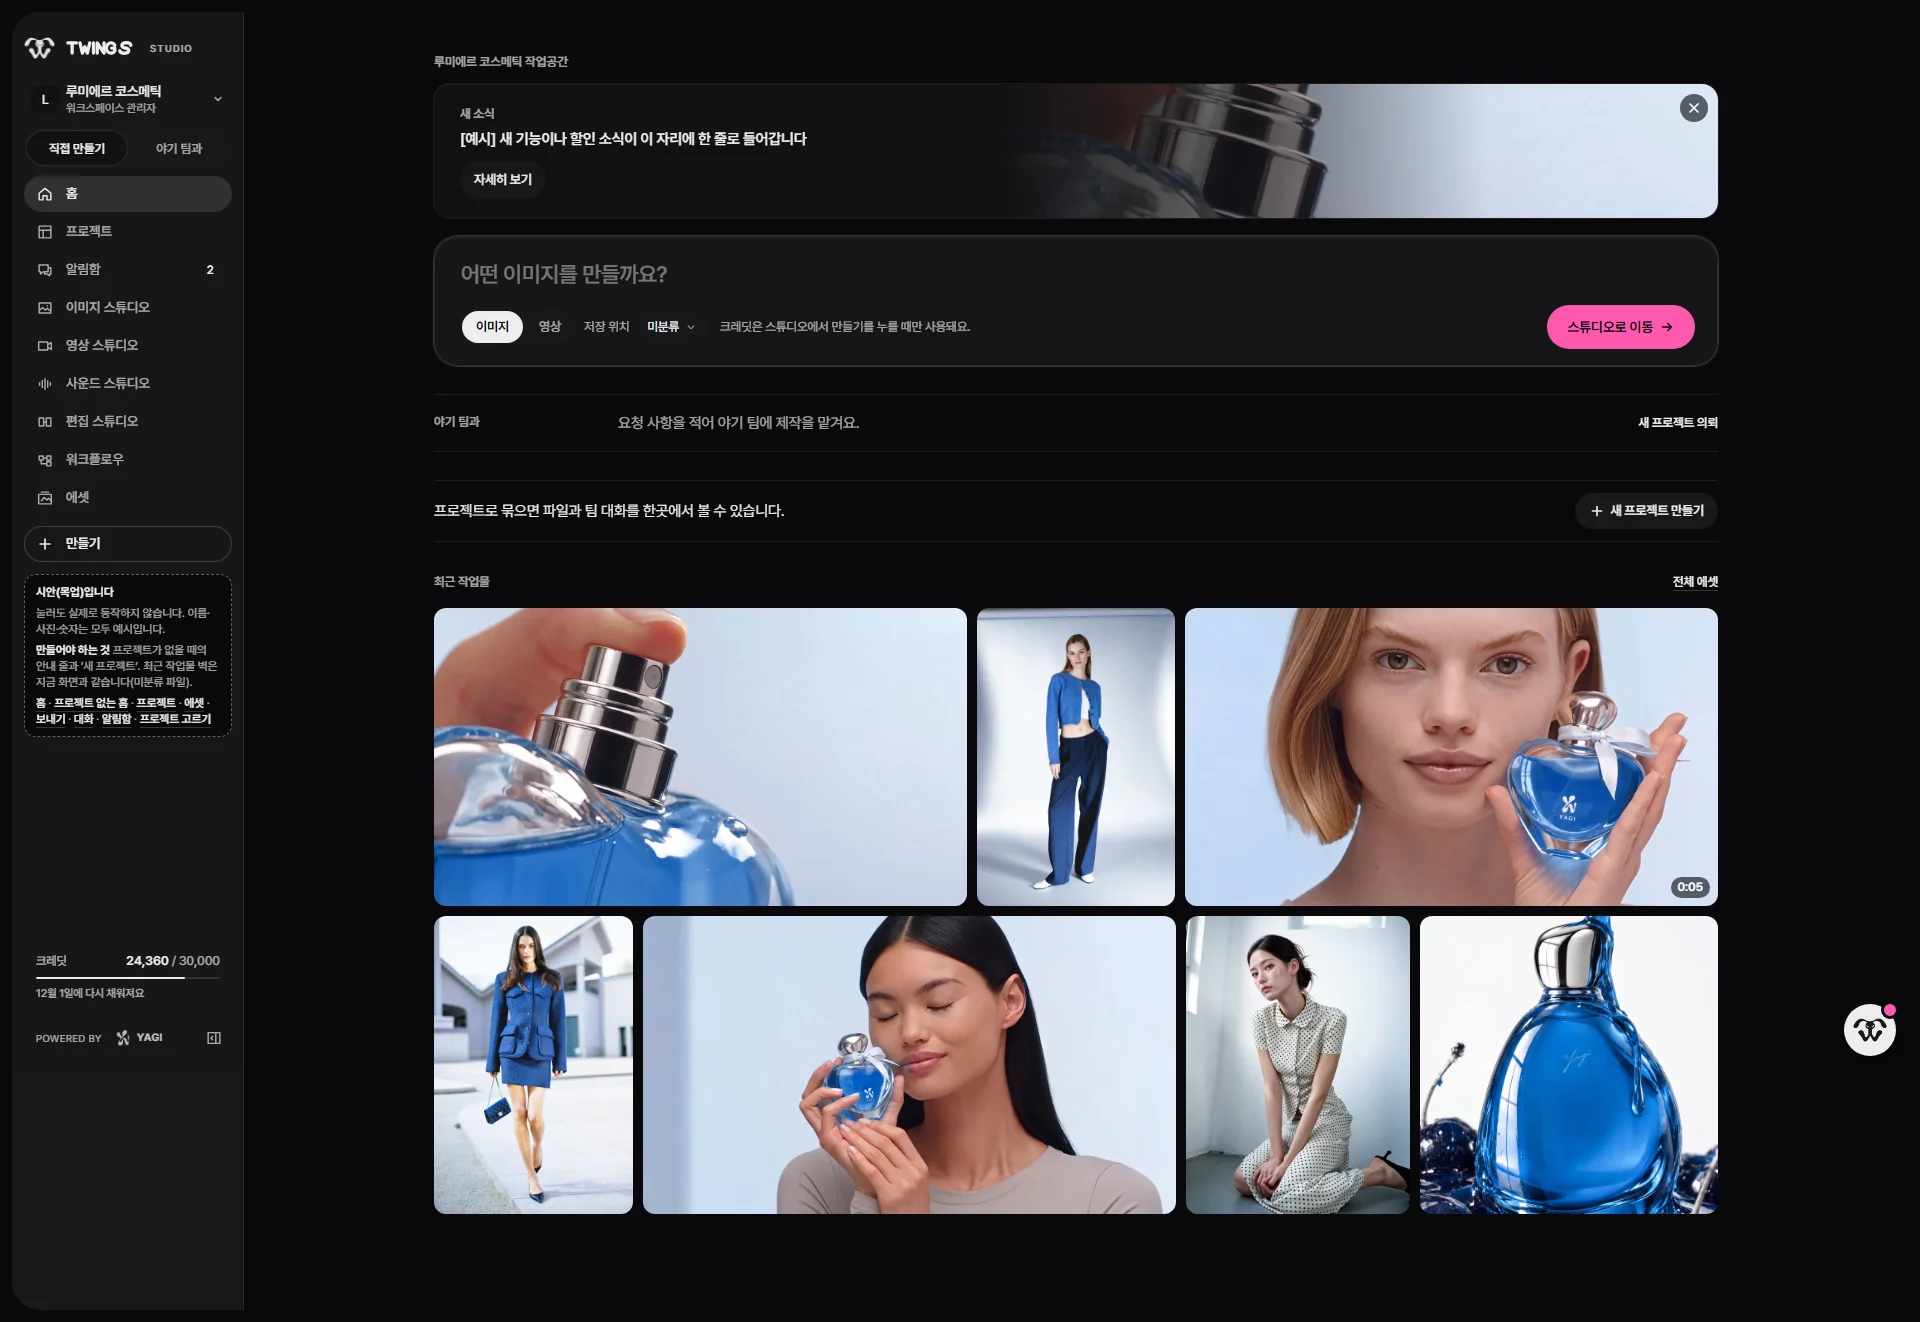 TWINGS STUDIO
L
루미에르 코스메틱
워크스페이스 관리자
직접 만들기
야기 팀과
홈
프로젝트
알림함
2
이미지 스튜디오
영상 스튜디오
사운드 스튜디오
편집 스튜디오
워크플로우
에셋
만들기
시안(목업)입니다
눌러도 실제로 동작하지 않습니다. 이름·
사진·숫자는 모두 예시입니다.
만들어야 하는 것 프로젝트가 없을 때의
안내 줄과 ‘새 프로젝트’. 최근 작업물 벽은
지금 화면과 같습니다(미분류 파일).
홈 · 프로젝트 없는 홈 · 프로젝트 · 에셋 ·
보내기 · 대화 · 알림함 · 프로젝트 고르기
크레딧
24,360 / 30,000
12월 1일에 다시 채워져요
POWERED BY YAGI
루미에르 코스메틱 작업공간
새 소식
[예시] 새 기능이나 할인 소식이 이 자리에 한 줄로 들어갑니다
자세히 보기
어떤 이미지를 만들까요?
이미지
영상
저장 위치
미분류
크레딧은 스튜디오에서 만들기를 누를 때만 사용돼요.
스튜디오로 이동
야기 팀과
요청 사항을 적어 야기 팀에 제작을 맡겨요.
새 프로젝트 의뢰
프로젝트로 묶으면 파일과 팀 대화를 한곳에서 볼 수 있습니다.
새 프로젝트 만들기
최근 작업물
전체 에셋
YAGI
0:05
Yagi